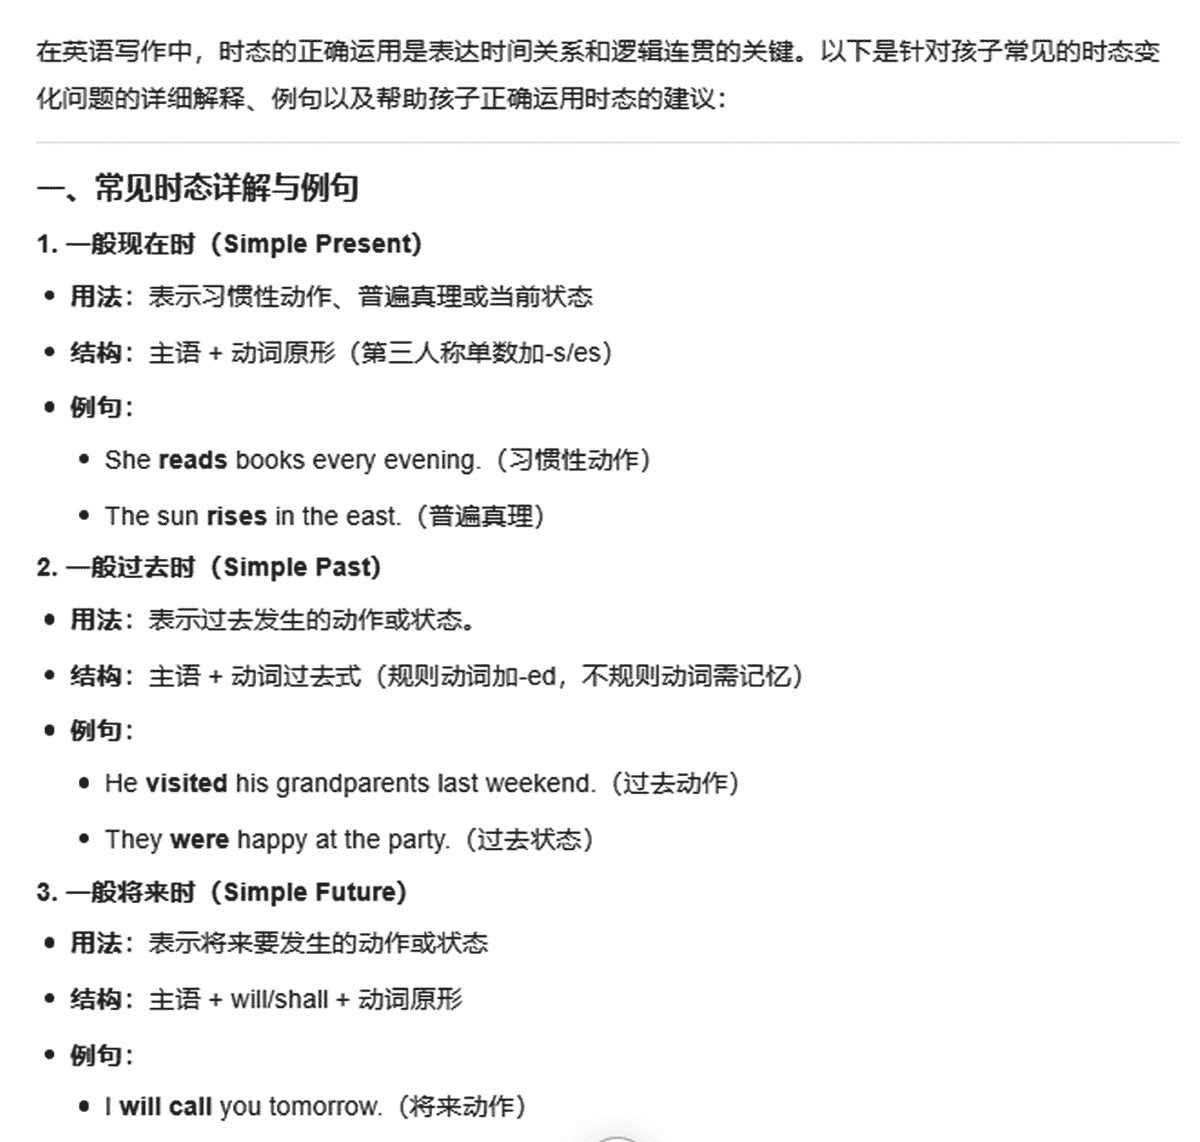 在英语写作中，时态的正确运用是表达时间关系和逻辑连贯的关键。以下是针对孩子常见的时态变
化问题的详细解释、例句以及帮助孩子正确运用时态的建议：
一、常见时态详解与例句
1. 一般现在时（Simple Present）
• 用法：表示习惯性动作、普遍真理或当前状态
• 结构：主语 + 动词原形（第三人称单数加-s/es）
• 例句：
• She reads books every evening.（习惯性动作）
• The sun rises in the east.（普遍真理）
2. 一般过去时（Simple Past）
• 用法：表示过去发生的动作或状态。
• 结构：主语 + 动词过去式（规则动词加-ed，不规则动词需记忆）
• 例句：
• He visited his grandparents last weekend.（过去动作）
• They were happy at the party.（过去状态）
3. 一般将来时（Simple Future）
• 用法：表示将来要发生的动作或状态
• 结构：主语 + will/shall + 动词原形
• 例句：
• I will call you tomorrow.（将来动作）